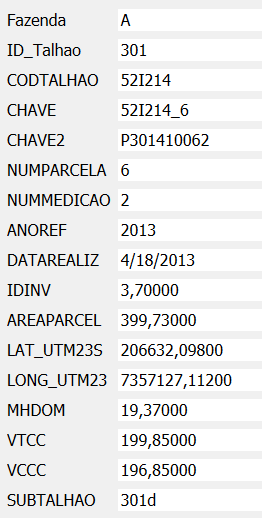 Fazenda A
ID_Talhao 301
CODTALHAO 52I214
CHAVE 52I214_6
CHAVE2 P301410062
NUMPARCELA 6
NUMMEDICAO 2
ANOREF 2013
DATAREALIZ 4/18/2013
IDINV 3,70000
AREAPARCEL 399,73000
LAT_UTM23S 206632,09800
LONG_UTM23 7357127,11200
MHDOM 19,37000
VTCC 199,85000
VCCC 196,85000
SUBTALHAO 301d